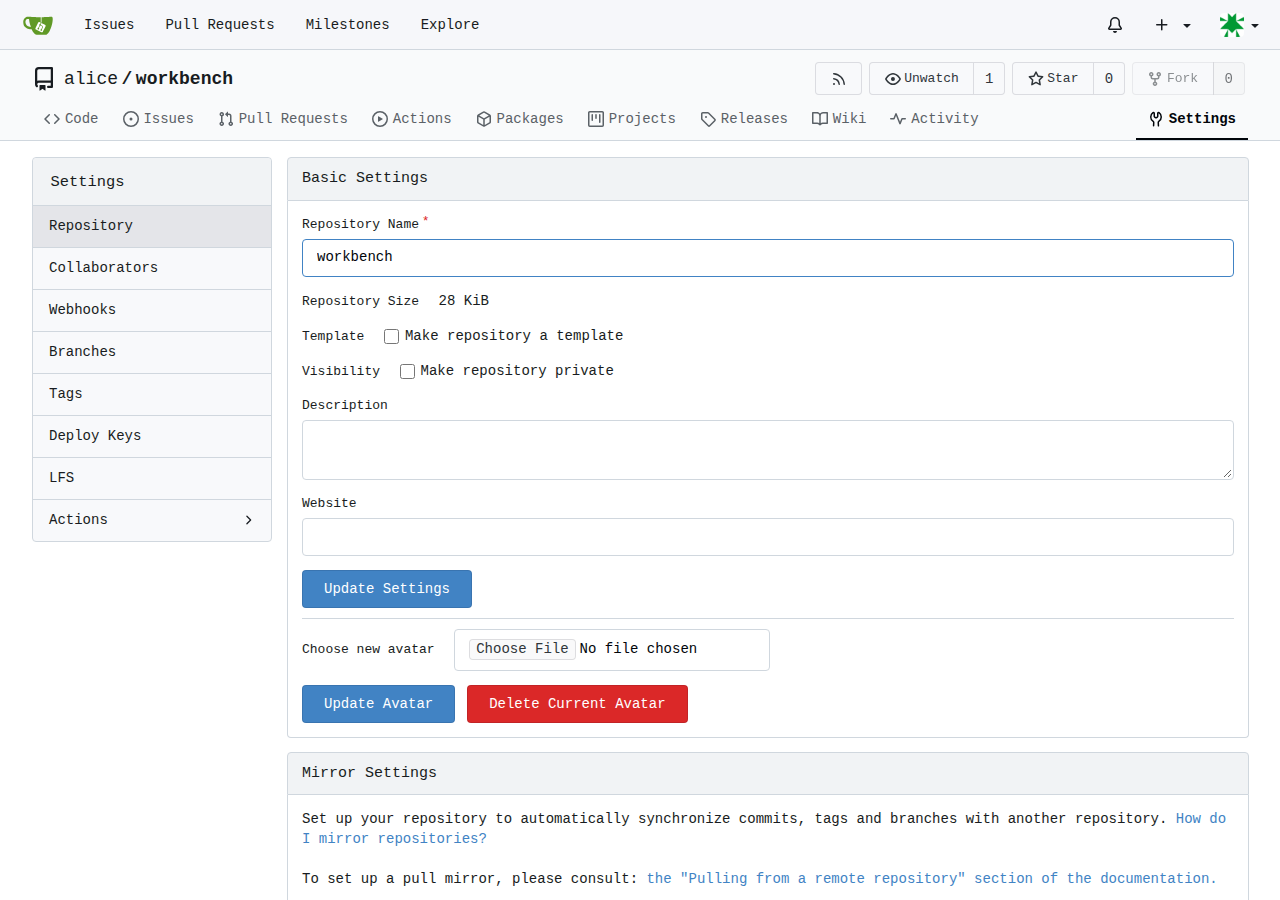 Issues Pull Requests Milestones Explore
alice/workbench
Unwatch 1 Star 0 Fork 0
Code Issues Pull Requests Actions Packages Projects Releases Wiki Activity Settings
Settings
Repository
Collaborators
Webhooks
Branches
Tags
Deploy Keys
LFS
Actions
Basic Settings
Repository Name *
workbench
Repository Size 28 KiB
Template Make repository a template
Visibility Make repository private
Description
Website
Update Settings
Choose new avatar Choose File No file chosen
Update Avatar Delete Current Avatar
Mirror Settings
Set up your repository to automatically synchronize commits, tags and branches with another repository. How do
I mirror repositories?
To set up a pull mirror, please consult: the "Pulling from a remote repository" section of the documentation.